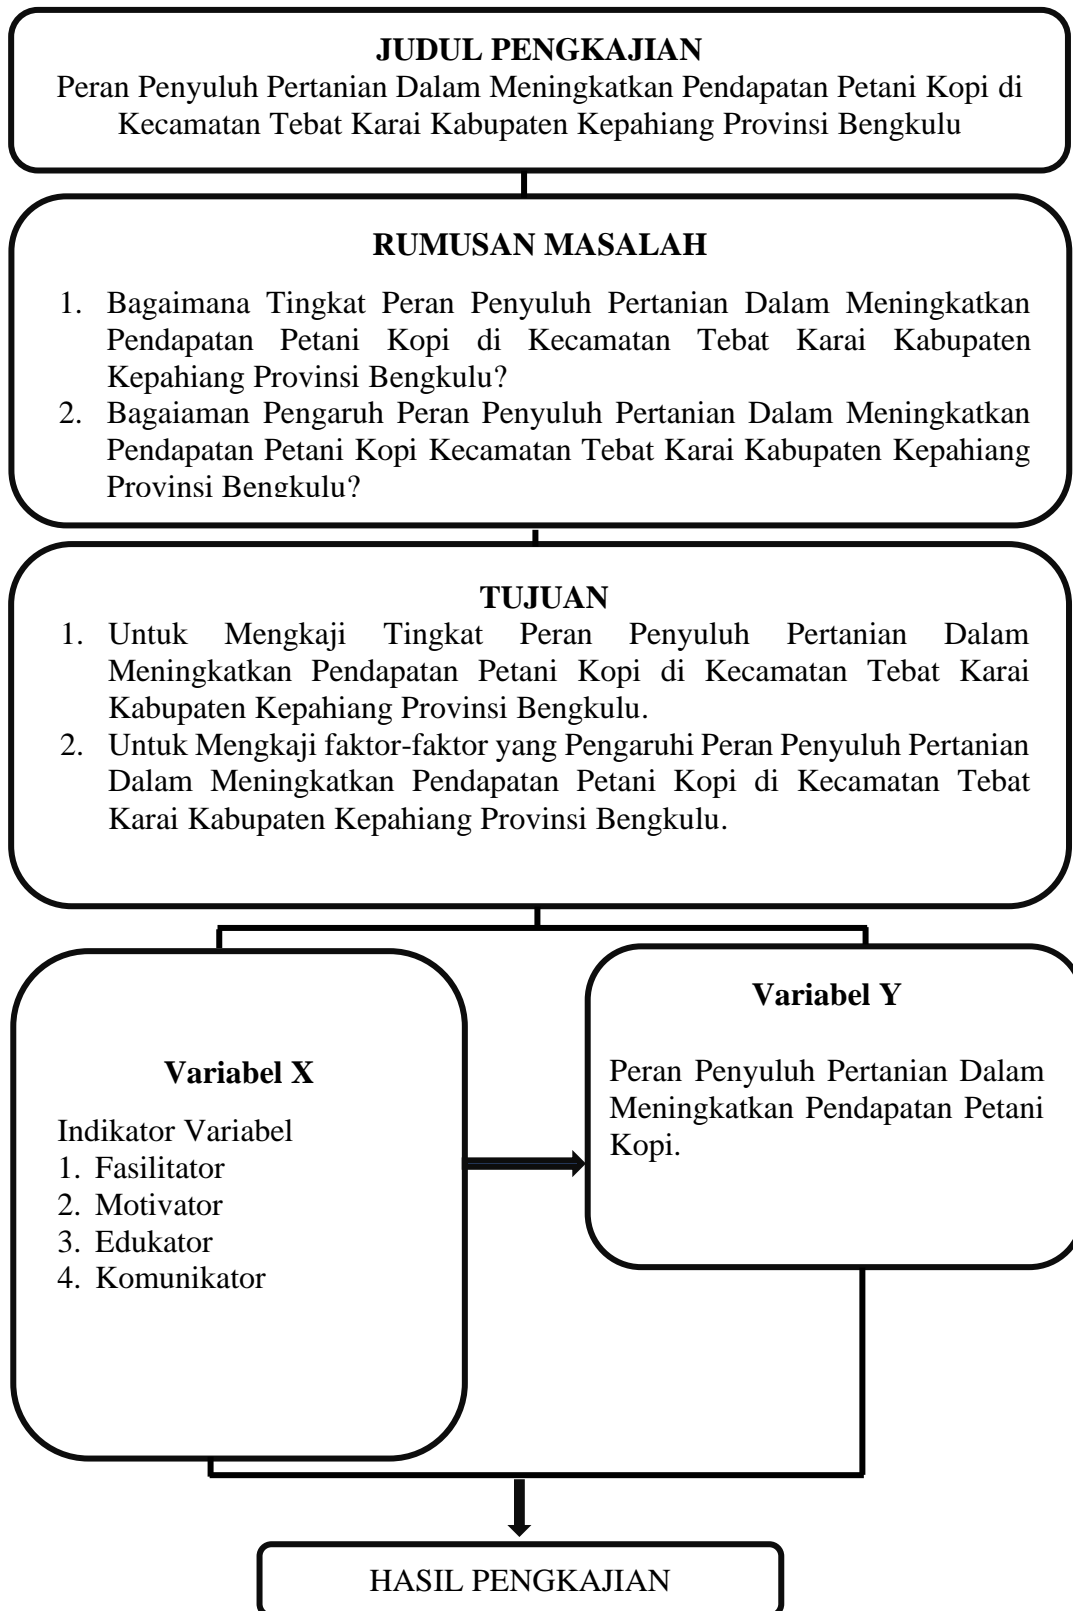 JUDUL PENGKAJIAN
Peran Penyuluh Pertanian Dalam Meningkatkan Pendapatan Petani Kopi di
Kecamatan Tebat Karai Kabupaten Kepahiang Provinsi Bengkulu
RUMUSAN MASALAH
1. Bagaimana Tingkat Peran Penyuluh Pertanian Dalam Meningkatkan
Pendapatan Petani Kopi di Kecamatan Tebat Karai Kabupaten
Kepahiang Provinsi Bengkulu?
2. Bagaiaman Pengaruh Peran Penyuluh Pertanian Dalam Meningkatkan
Pendapatan Petani Kopi Kecamatan Tebat Karai Kabupaten Kepahiang
Provinsi Bengkulu?
TUJUAN
1. Untuk Mengkaji Tingkat Peran Penyuluh Pertanian Dalam
Meningkatkan Pendapatan Petani Kopi di Kecamatan Tebat Karai
Kabupaten Kepahiang Provinsi Bengkulu.
2. Untuk Mengkaji faktor-faktor yang Pengaruhi Peran Penyuluh Pertanian
Dalam Meningkatkan Pendapatan Petani Kopi di Kecamatan Tebat
Karai Kabupaten Kepahiang Provinsi Bengkulu.
Variabel X
Indikator Variabel
1. Fasilitator
2. Motivator
3. Edukator
4. Komunikator
Variabel Y
Peran Penyuluh Pertanian Dalam
Meningkatkan Pendapatan Petani
Kopi.
HASIL PENGKAJIAN